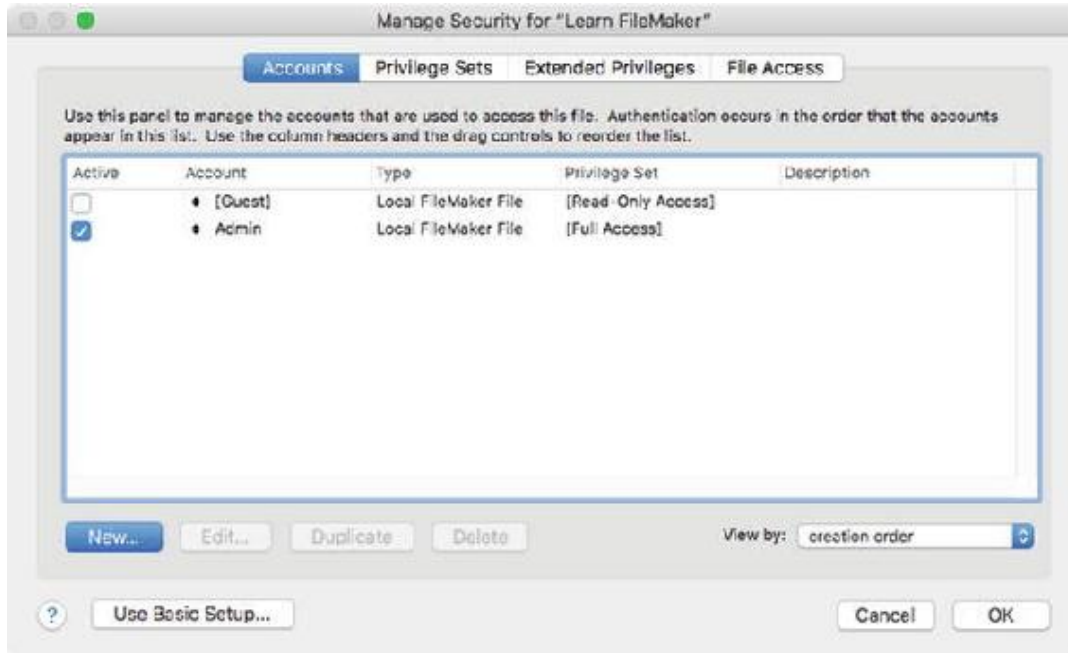 Manage Security for "Learn FileMaker"
Accounts Privilege Sets Extended Privileges File Access
Use this panel to manage the accounts that are used to access this file. Authentication occurs in the order that the accounts
appear in this list. Use the column headers and the drag controls to reorder the list.
Active Account Type Privilege Set Description
[Guest] Local FileMaker File [Read-Only Access]
Admin Local FileMaker File [Full Access]
New... Edit... Duplicate Delete View by: creation order
? Use Basic Setup... Cancel OK